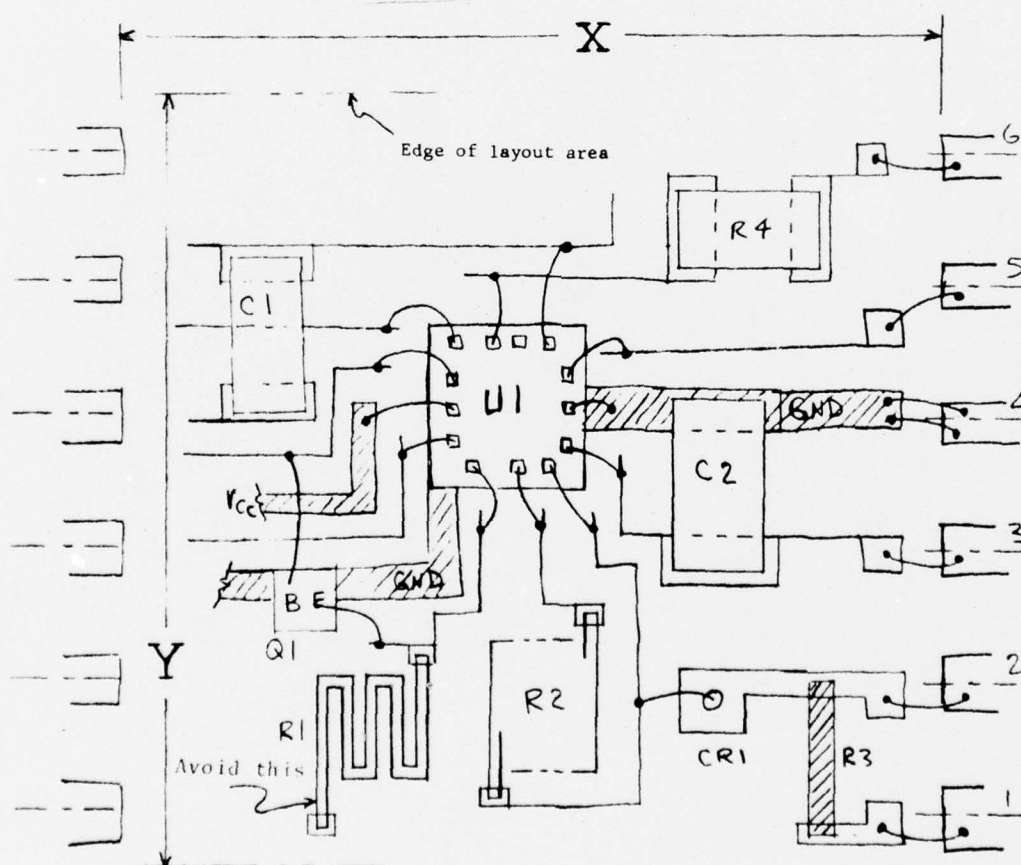 X
Edge of layout area
6
R4
5
C1
U1
GND
4
C2
VCC
3
GND
B E
Q1
Y
2
R2
R1
CR1
R3
Avoid this
1